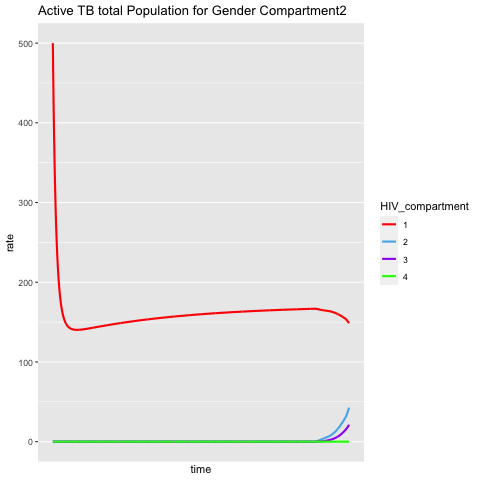 Active TB total Population for Gender Compartment2
500
400
300
200
100
0
rate
time
HIV_compartment
1
2
3
4